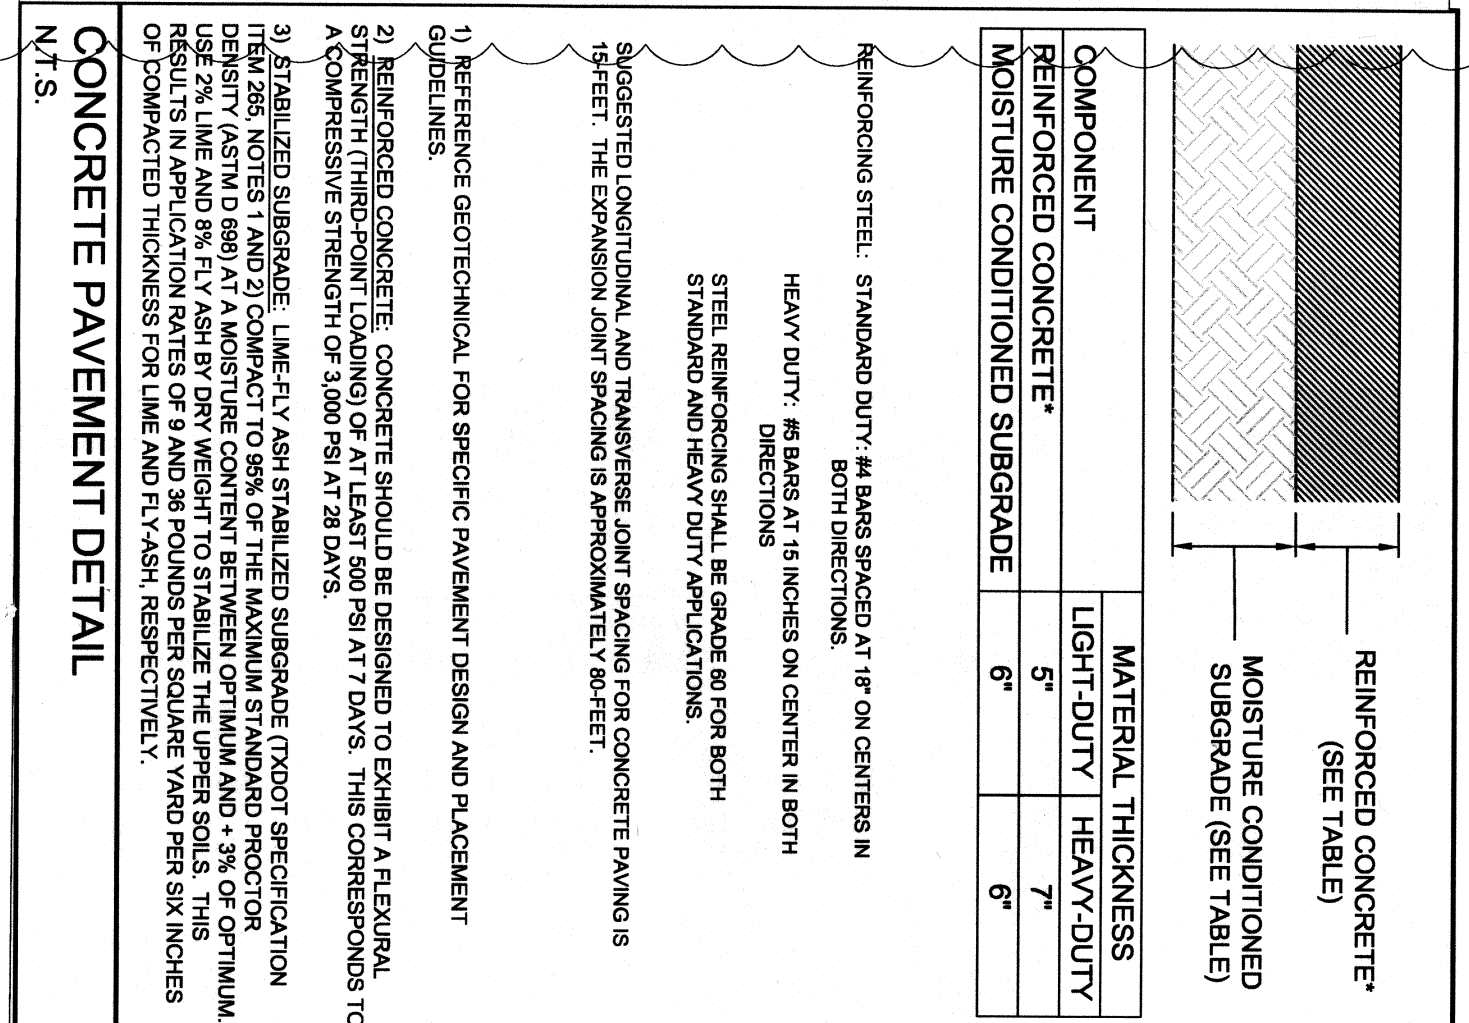 REINFORCED CONCRETE*
(SEE TABLE)
MOISTURE CONDITIONED
SUBGRADE (SEE TABLE)
COMPONENT
MATERIAL THICKNESS
LIGHT-DUTY
HEAVY-DUTY
REINFORCED CONCRETE*
5"
7"
MOISTURE CONDITIONED SUBGRADE
6"
6"
REINFORCING STEEL: STANDARD DUTY: #4 BARS SPACED AT 18" ON CENTERS IN
BOTH DIRECTIONS.
HEAVY DUTY: #5 BARS AT 15 INCHES ON CENTER IN BOTH
DIRECTIONS
STEEL REINFORCING SHALL BE GRADE 60 FOR BOTH
STANDARD AND HEAVY DUTY APPLICATIONS.
SUGGESTED LONGITUDINAL AND TRANSVERSE JOINT SPACING FOR CONCRETE PAVING IS
15-FEET. THE EXPANSION JOINT SPACING IS APPROXIMATELY 80-FEET.
1) REFERENCE GEOTECHNICAL FOR SPECIFIC PAVEMENT DESIGN AND PLACEMENT
GUIDELINES.
2) REINFORCED CONCRETE: CONCRETE SHOULD BE DESIGNED TO EXHIBIT A FLEXURAL
STRENGTH (THIRD-POINT LOADING) OF AT LEAST 500 PSI AT 7 DAYS. THIS CORRESPONDS TO
A COMPRESSIVE STRENGTH OF 3,000 PSI AT 28 DAYS.
3) STABILIZED SUBGRADE: LIME-FLY ASH STABILIZED SUBGRADE (TXDOT SPECIFICATION
ITEM 265, NOTES 1 AND 2) COMPACT TO 95% OF THE MAXIMUM STANDARD PROCTOR
DENSITY (ASTM D 698) AT A MOISTURE CONTENT BETWEEN OPTIMUM AND + 3% OF OPTIMUM.
USE 2% LIME AND 8% FLY ASH BY DRY WEIGHT TO STABILIZE THE UPPER SOILS. THIS
RESULTS IN APPLICATION RATES OF 9 AND 36 POUNDS PER SQUARE YARD PER SIX INCHES
OF COMPACTED THICKNESS FOR LIME AND FLY-ASH, RESPECTIVELY.
CONCRETE PAVEMENT DETAIL
N.T.S.